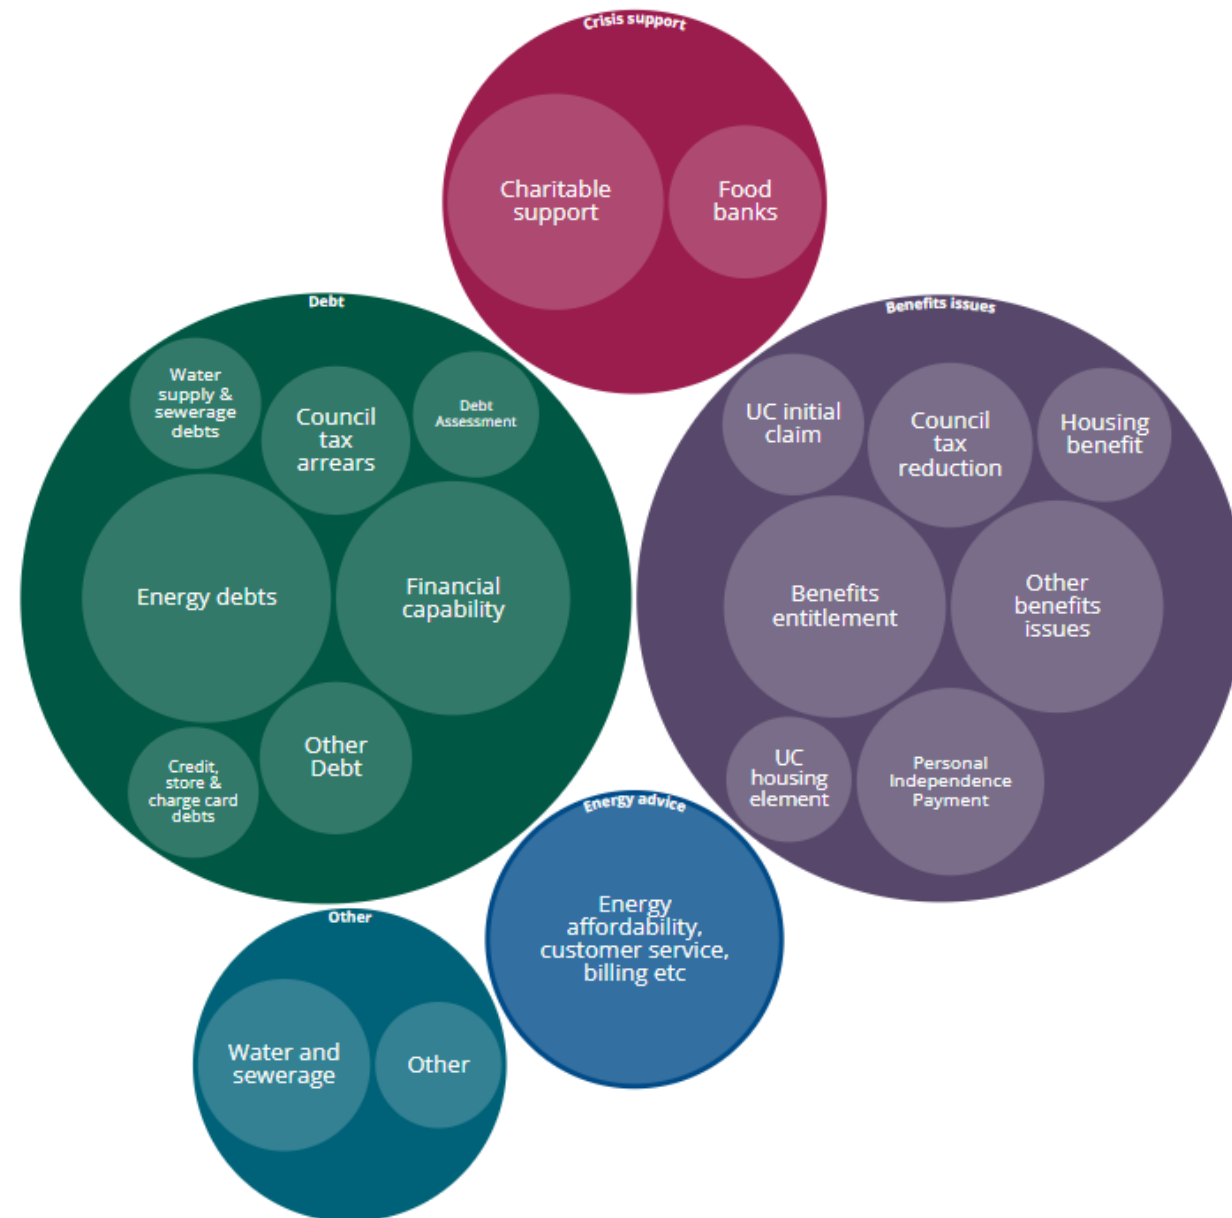 Crisis support
Charitable
support
Food
banks
Debt
Water
supply &
sewerage
debts
Council
tax
arrears
Debt
Assessment
Energy debts
Financial
capability
Credit,
store &
charge card
debts
Other
Debt
Benefits issues
UC initial
claim
Council
tax
reduction
Housing
benefit
Benefits
entitlement
Other
benefits
issues
UC
housing
element
Personal
Independence
Payment
Energy advice
Energy
affordability,
customer service,
billing etc
Other
Water and
sewerage
Other